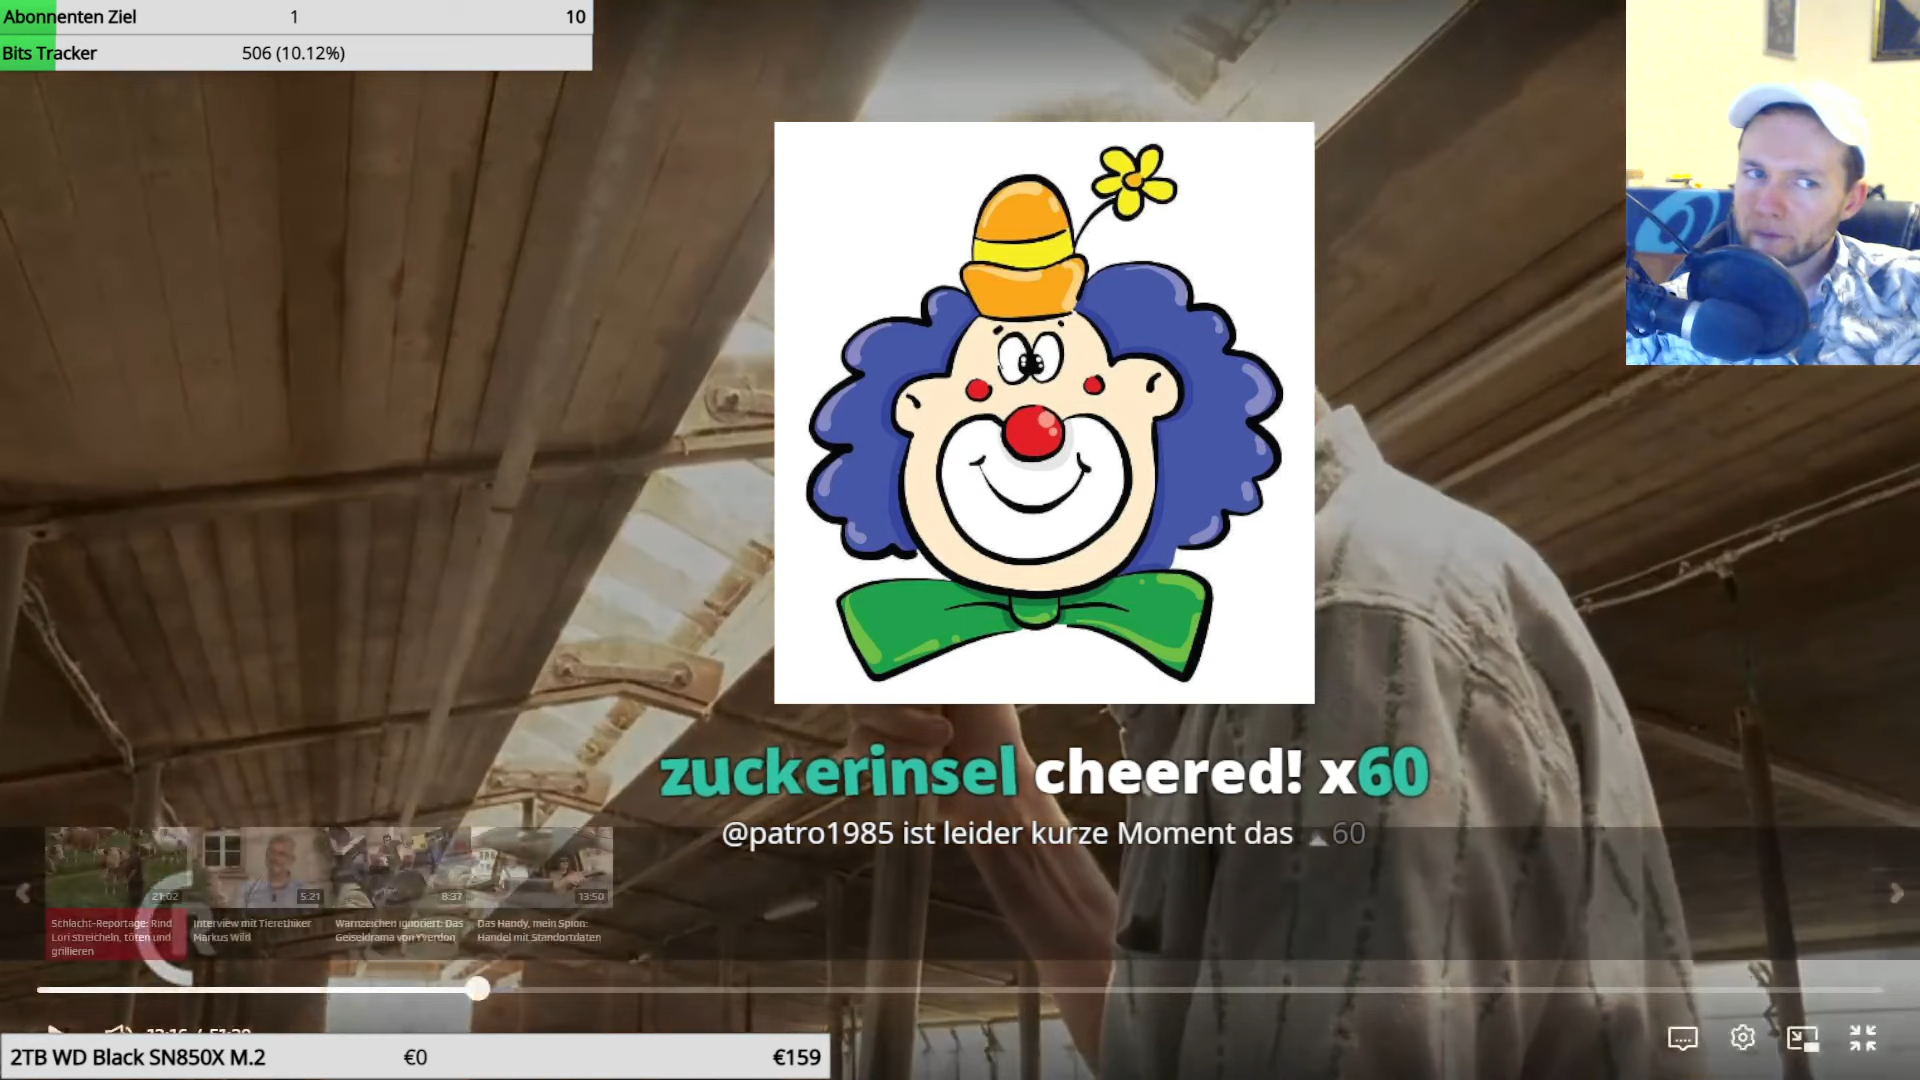 Abonnenten Ziel 1 10
Bits Tracker 506 (10.12%)
zuckerinsel cheered! x60
@patro1985 ist leider kurze Moment das 60
21:02 5:21 8:37 13:50
Schlacht-Reportage: Rind Lori streicheln, töten und grillieren
Interview mit Tierethiker Markus Wild
Warnzeichen ignoriert: Das Geiseldrama von Yverdon
Das Handy, mein Spion: Handel mit Standortdaten
2TB WD Black SN850X M.2 €0 €159